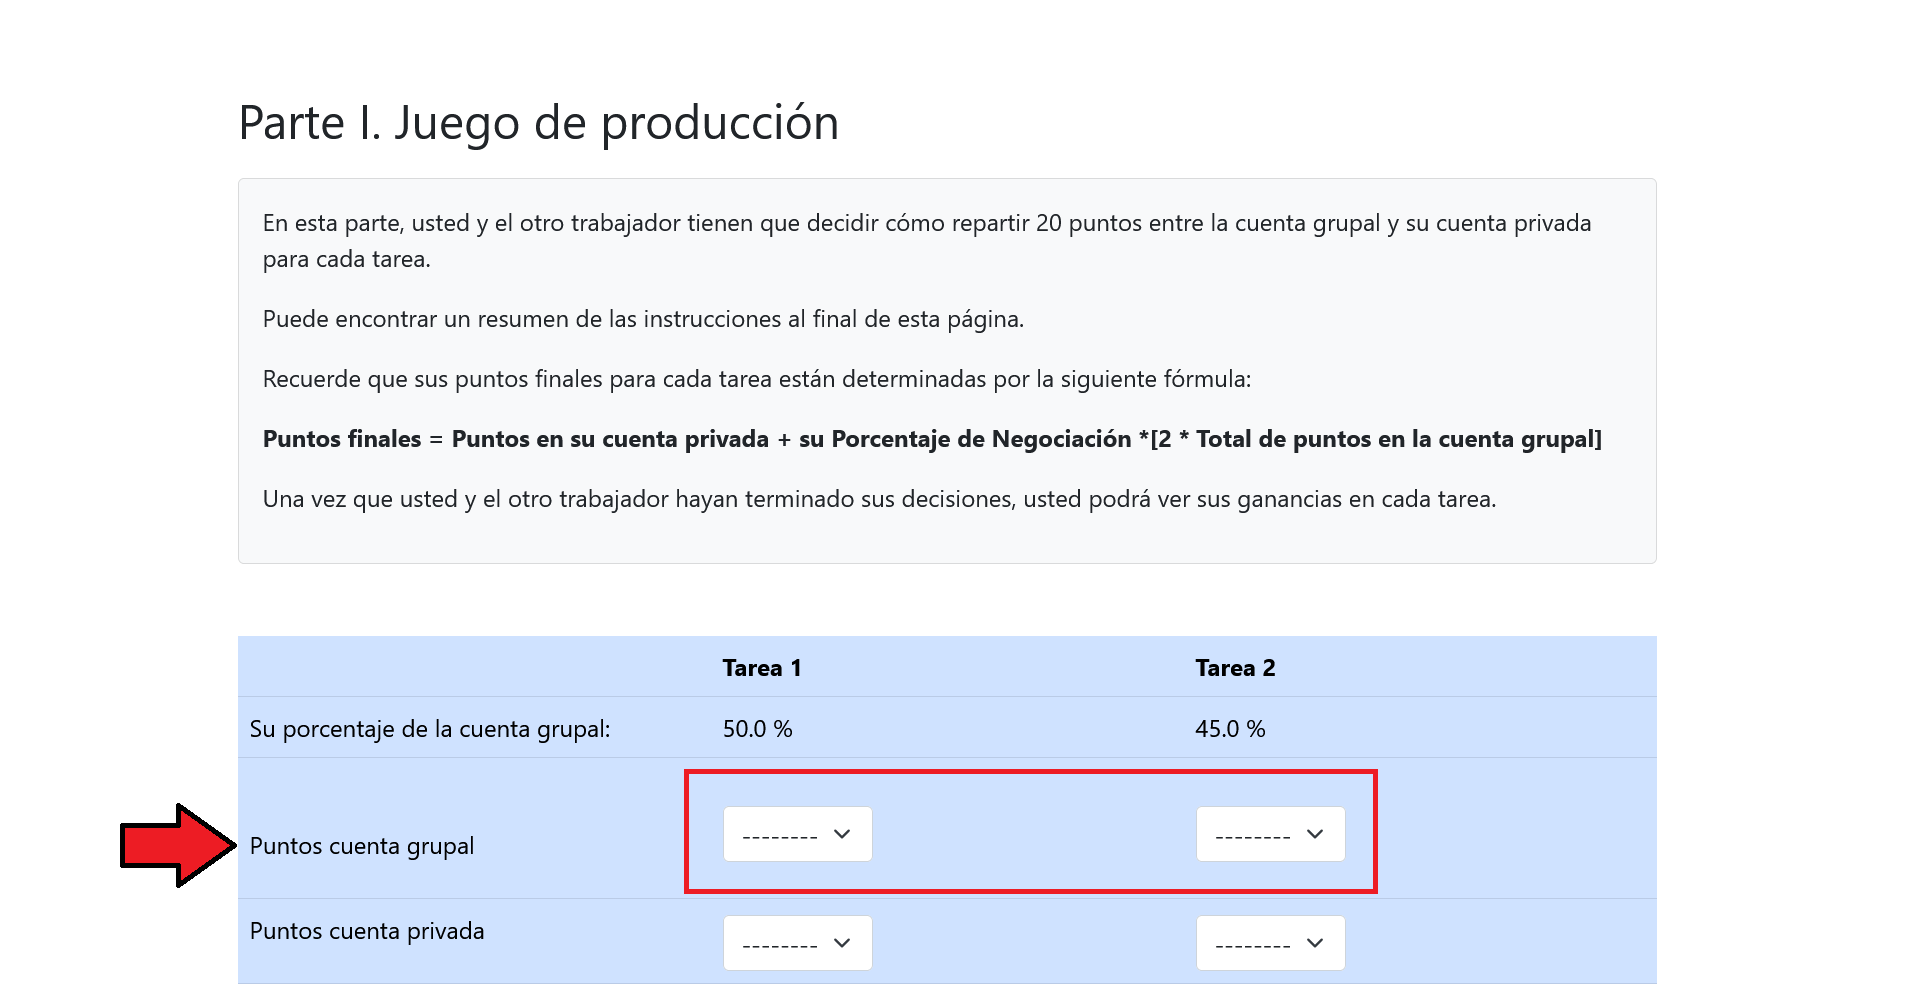 Parte I. Juego de producción
En esta parte, usted y el otro trabajador tienen que decidir cómo repartir 20 puntos entre la cuenta grupal y su cuenta privada
para cada tarea.
Puede encontrar un resumen de las instrucciones al final de esta página.
Recuerde que sus puntos finales para cada tarea están determinadas por la siguiente fórmula:
Puntos finales = Puntos en su cuenta privada + su Porcentaje de Negociación *[2 * Total de puntos en la cuenta grupal]
Una vez que usted y el otro trabajador hayan terminado sus decisiones, usted podrá ver sus ganancias en cada tarea.
Tarea 1 Tarea 2
Su porcentaje de la cuenta grupal: 50.0 % 45.0 %
Puntos cuenta grupal -------- --------
Puntos cuenta privada -------- --------